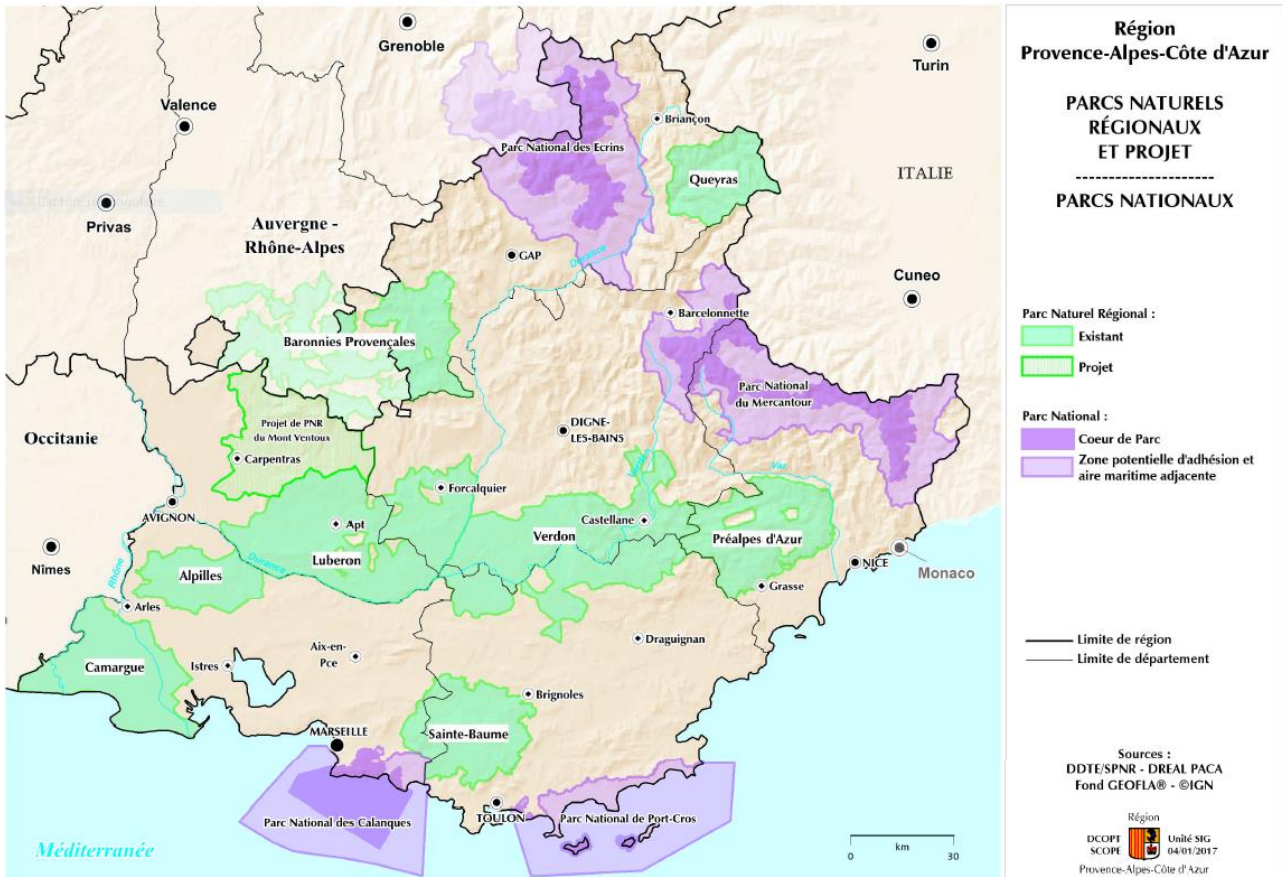 Grenoble
Turin
Valence
Briançon
Parc National des Ecrins
Queyras
ITALIE
Privas
Auvergne -
Rhône-Alpes
GAP
Durance
Cuneo
Barcelonnette
Baronnies Provençales
Parc National
du Mercantour
Occitanie
Projet de PNR
du Mont Ventoux
Carpentras
DIGNE-
LES-BAINS
Verdon
Var
Forcalquier
AVIGNON
Apt
Castellane
Verdon
Préalpes d'Azur
Nîmes
Rhône
Alpilles
Durance
Luberon
NICE
Monaco
Grasse
Arles
Draguignan
Camargue
Istres
Aix-en-
Pce
Brignoles
MARSEILLE
Sainte-Baume
TOULON
Parc National des Calanques
Parc National de Port-Cros
Méditerranée
0 km 30
Région
Provence-Alpes-Côte d'Azur
PARCS NATURELS
RÉGIONAUX
ET PROJET
---------------------
PARCS NATIONAUX
Parc Naturel Régional :
Existant
Projet
Parc National :
Coeur de Parc
Zone potentielle d'adhésion et
aire maritime adjacente
Limite de région
Limite de département
Sources :
DDTE/SPNR - DREAL PACA
Fond GEOFLA® - ©IGN
Région
DCOPT Unité SIG
SCOPE 04/01/2017
Provence-Alpes-Côte d'Azur